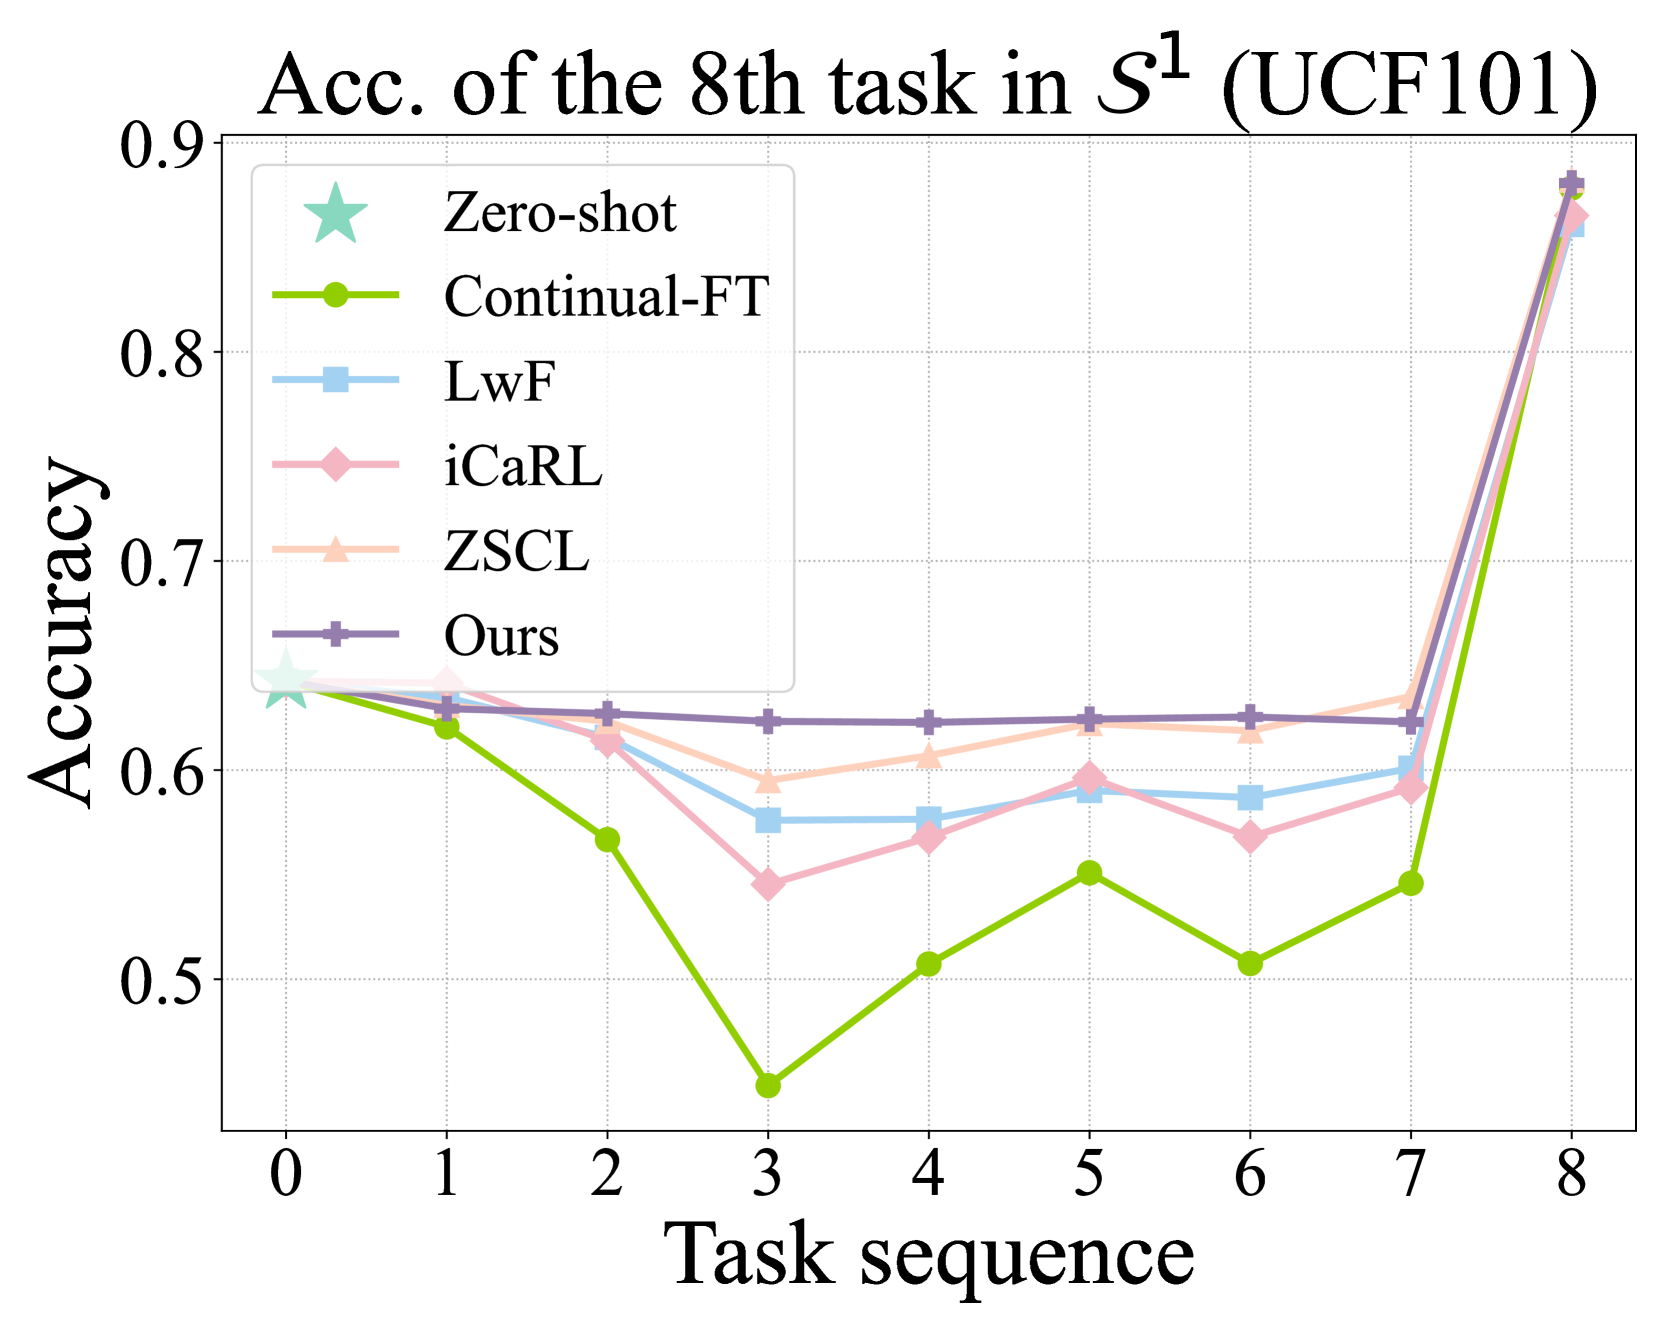 Acc. of the 8th task in 𝒮¹ (UCF101)
0.9
0.8
0.7
0.6
0.5
Accuracy
Zero-shot
Continual-FT
LwF
iCaRL
ZSCL
Ours
0 1 2 3 4 5 6 7 8
Task sequence